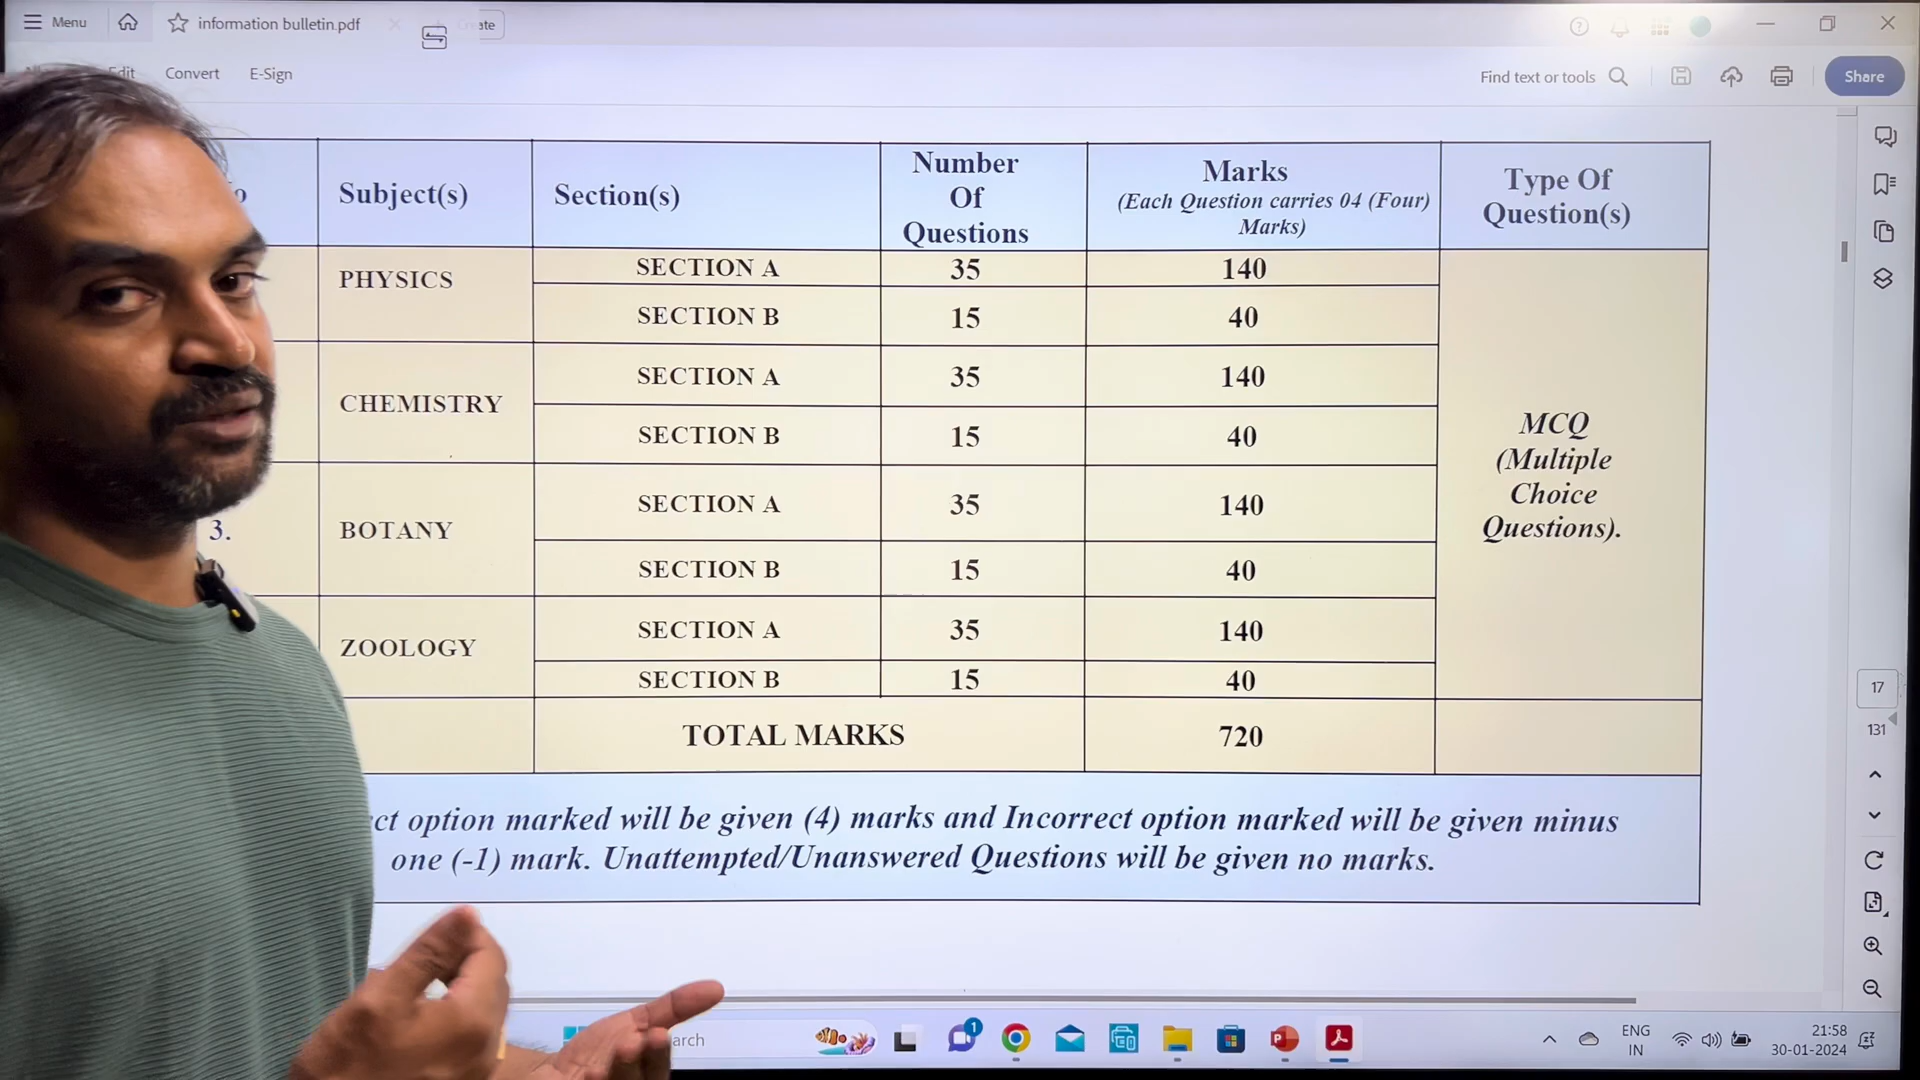 Menu
information bulletin.pdf
Convert
E-Sign
Find text or tools
Share
Subject(s)
Section(s)
Number
Of
Questions
Marks
(Each Question carries 04 (Four)
Marks)
Type Of
Question(s)
PHYSICS
SECTION A
35
140
SECTION B
15
40
CHEMISTRY
SECTION A
35
140
SECTION B
15
40
3.
BOTANY
SECTION A
35
140
SECTION B
15
40
ZOOLOGY
SECTION A
35
140
SECTION B
15
40
MCQ
(Multiple
Choice
Questions).
TOTAL MARKS
720
ct option marked will be given (4) marks and Incorrect option marked will be given minus
one (-1) mark. Unattempted/Unanswered Questions will be given no marks.
17
131
1
ENG
IN
21:58
30-01-2024